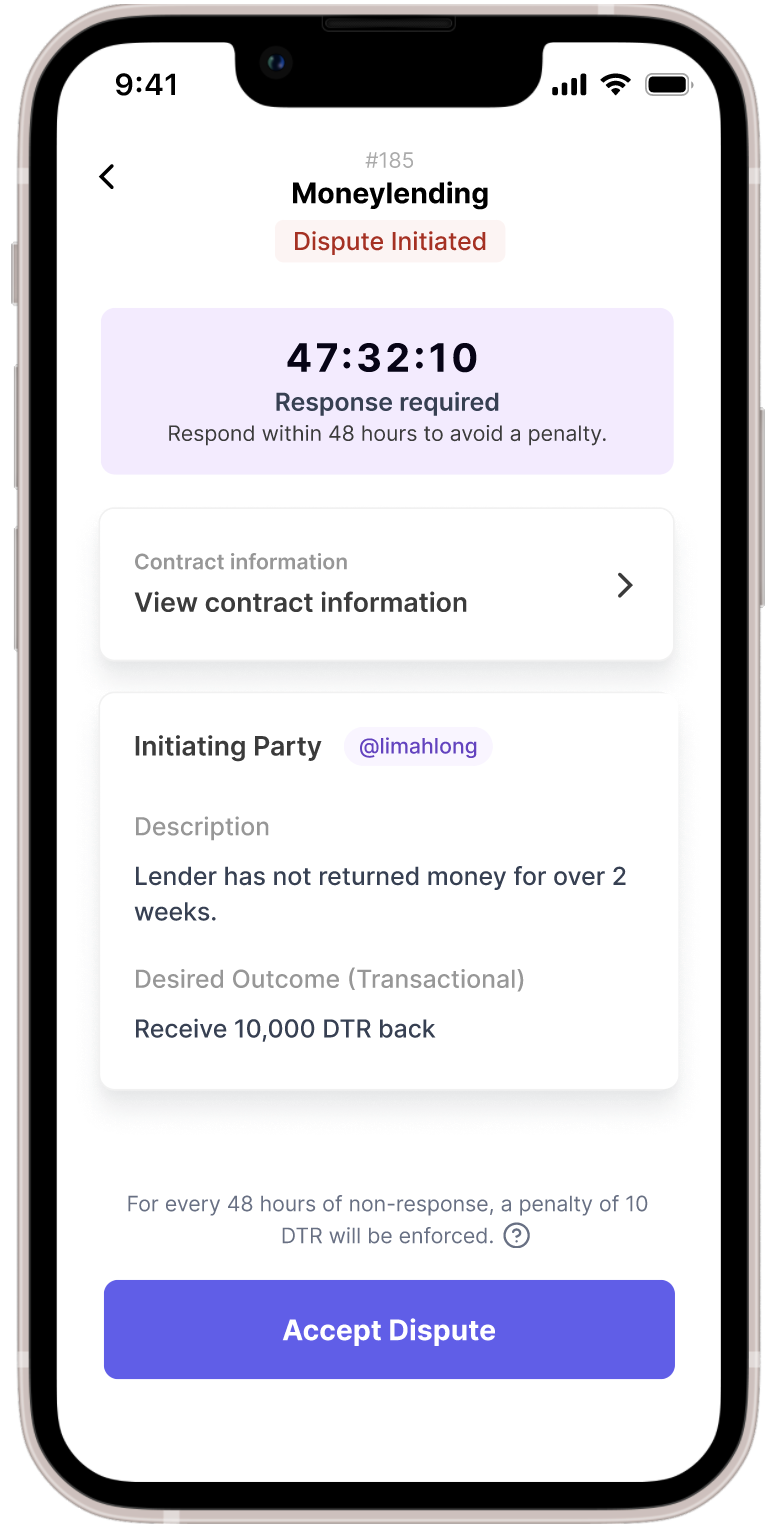 9:41
#185
Moneylending
Dispute Initiated
47:32:10
Response required
Respond within 48 hours to avoid a penalty.
Contract information
View contract information
Initiating Party @limahlong
Description
Lender has not returned money for over 2
weeks.
Desired Outcome (Transactional)
Receive 10,000 DTR back
For every 48 hours of non-response, a penalty of 10
DTR will be enforced. ?
Accept Dispute